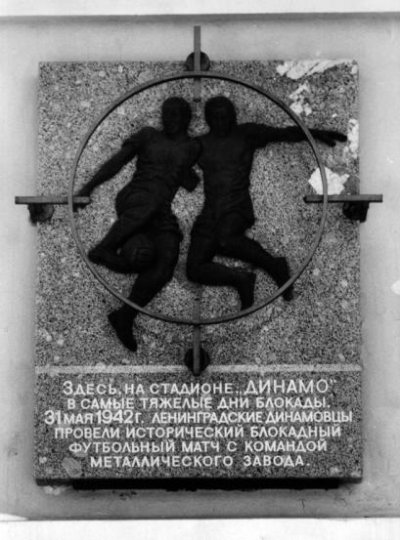 ЗДЕСЬ, НА СТАДИОНЕ „ДИНАМО"
В САМЫЕ ТЯЖЕЛЫЕ ДНИ БЛОКАДЫ.
31 МАЯ 1942 г. ЛЕНИНГРАДСКИЕ ДИНАМОВЦЫ
ПРОВЕЛИ ИСТОРИЧЕСКИЙ БЛОКАДНЫЙ
ФУТБОЛЬНЫЙ МАТЧ С КОМАНДОЙ
МЕТАЛЛИЧЕСКОГО ЗАВОДА.